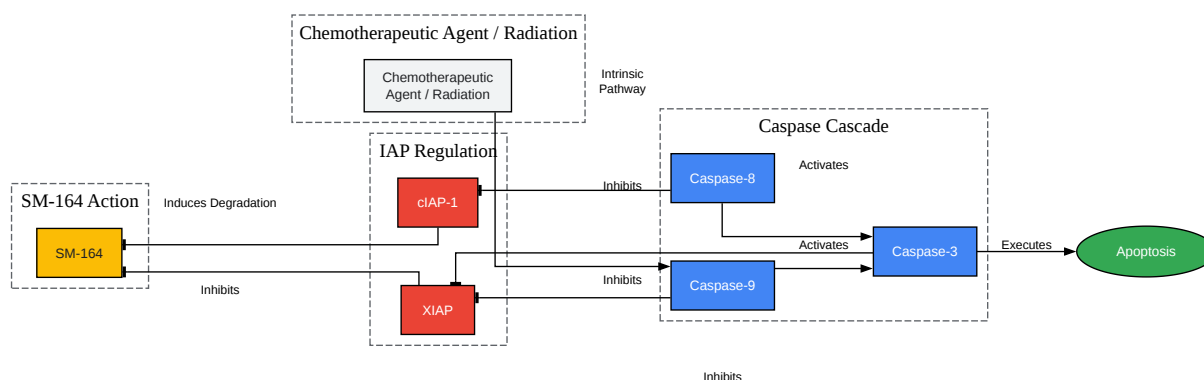 Chemotherapeutic Agent / Radiation
Chemotherapeutic
Agent / Radiation
Intrinsic
Pathway
IAP Regulation
Caspase Cascade
cIAP-1
Inhibits
Caspase-8
Activates
SM-164 Action
Induces Degradation
SM-164
Inhibits
XIAP
Inhibits
Caspase-9
Activates
Caspase-3
Executes
Apoptosis
Inhibits